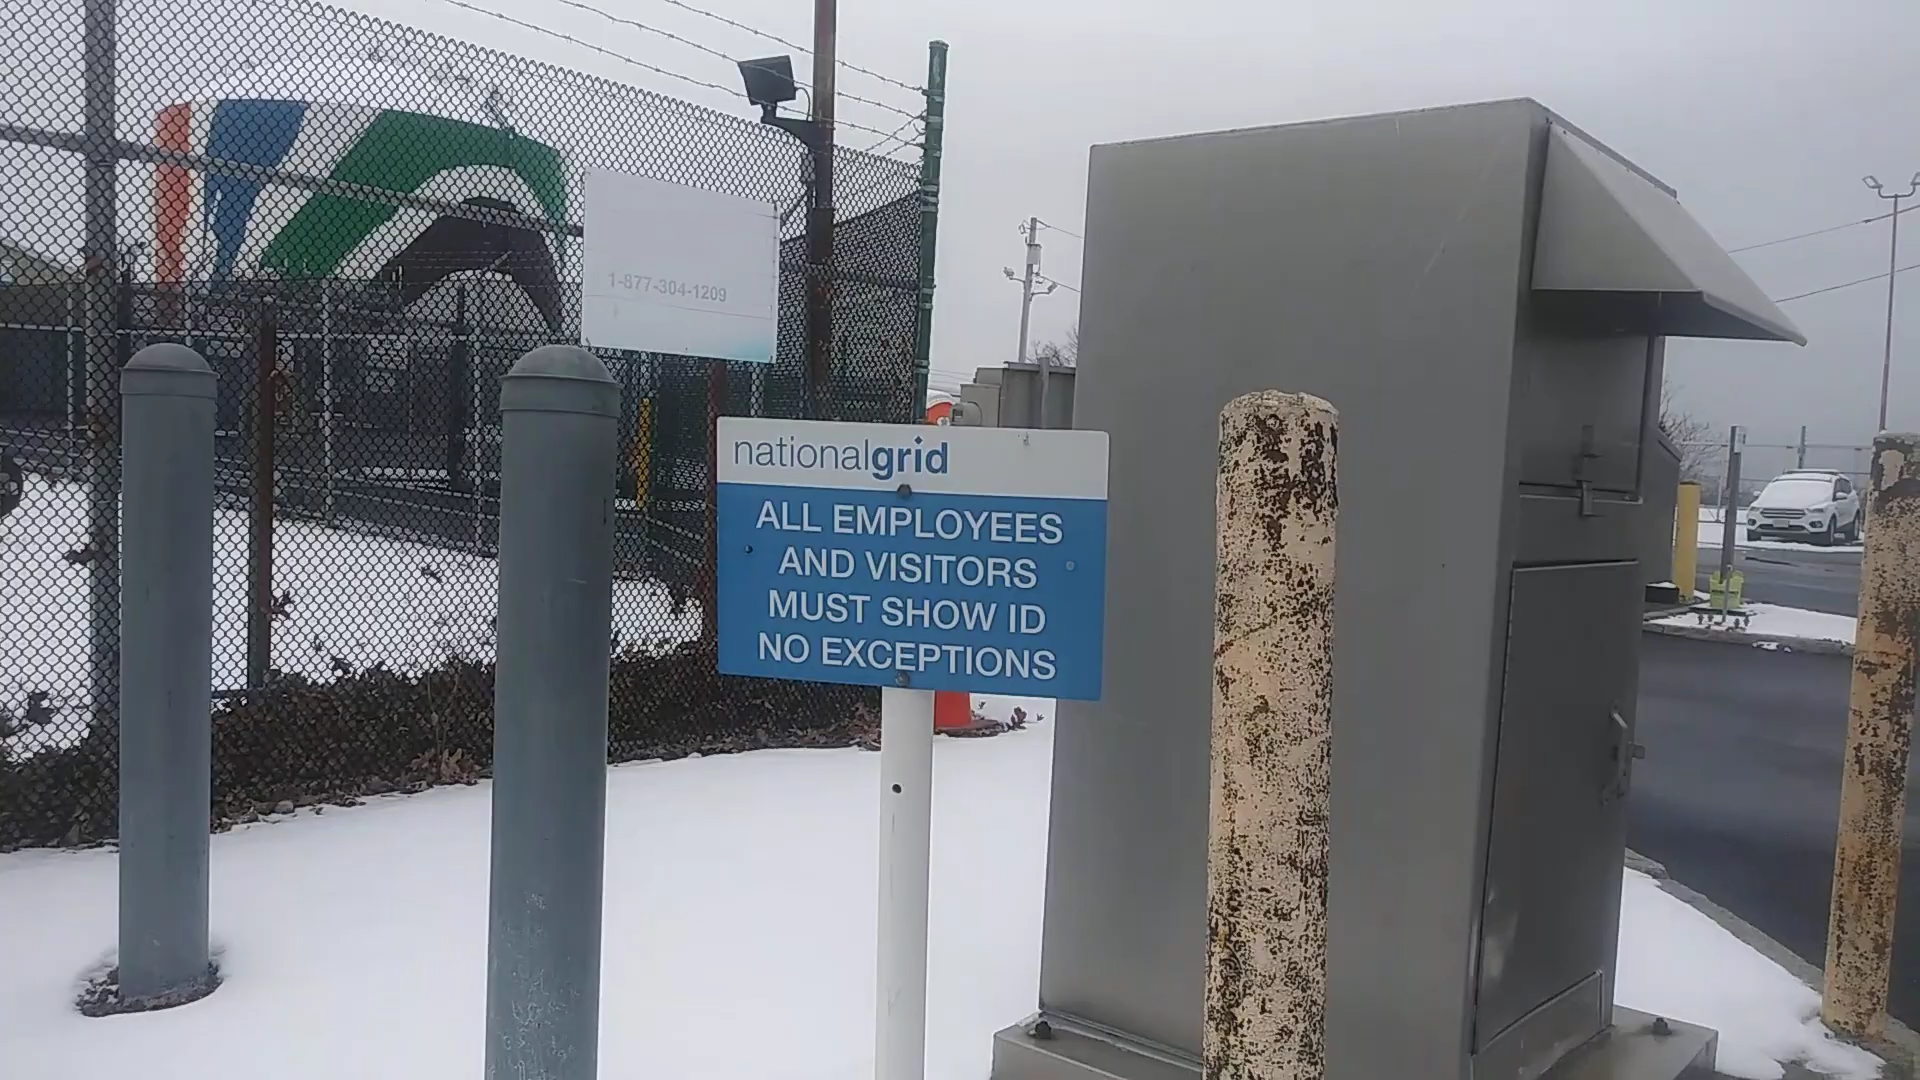 1-877-304-1209
nationalgrid
ALL EMPLOYEES
AND VISITORS
MUST SHOW ID
NO EXCEPTIONS